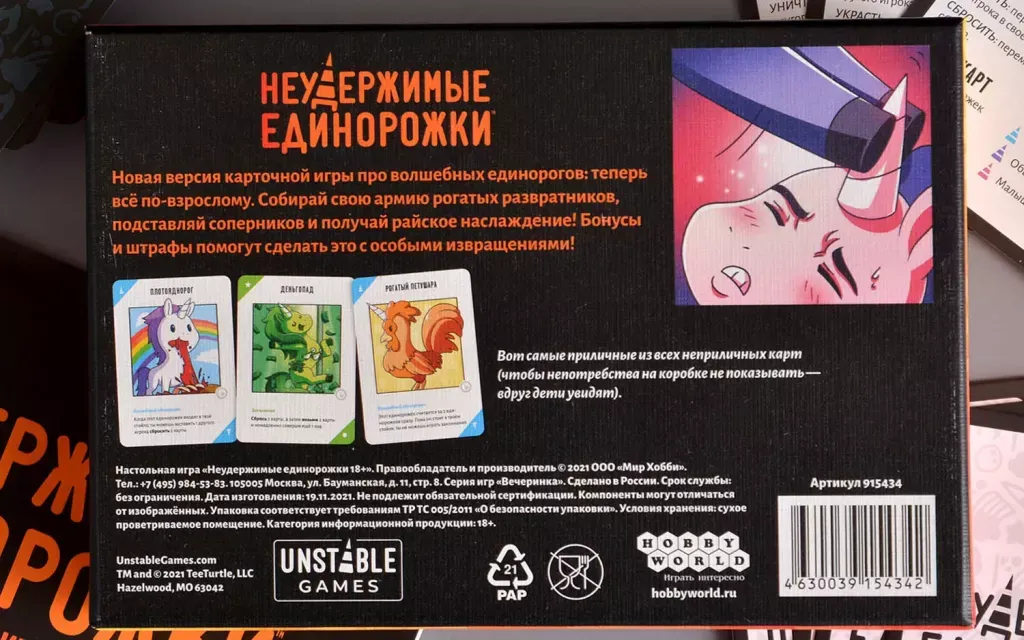 УНИЧТ
УКРАСТЬ
СБРОСИТЬ: перем
КАРТ
Малыш
НЕУДЕРЖИМЫЕ
ЕДИНОРОЖКИ
Новая версия карточной игры про волшебных единорогов: теперь
всё по-взрослому. Собирай свою армию рогатых развратников,
подставляй соперников и получай райское наслаждение! Бонусы
и штрафы помогут сделать это с особыми извращениями!
ПЛОТОЯДНОРОГ
ДЕНЬГОПАД
РОГАТЫЙ ПЕТУШАРА
Вот самые приличные из всех неприличных карт
(чтобы непотребства на коробке не показывать —
вдруг дети увидят).
Настольная игра «Неудержимые единорожки 18+». Правообладатель и производитель © 2021 ООО «Мир Хобби».
Тел.: +7 (495) 984-53-83. 105005 Москва, ул. Бауманская, д. 11, стр. 8. Серия игр «Вечеринка». Сделано в России. Срок службы:
без ограничения. Дата изготовления: 19.11.2021. Не подлежит обязательной сертификации. Компоненты могут отличаться
от изображённых. Упаковка соответствует требованиям ТР ТС 005/2011 «О безопасности упаковки». Условия хранения: сухое
проветриваемое помещение. Категория информационной продукции: 18+.
Артикул 915434
UnstableGames.com
TM and © 2021 TeeTurtle, LLC
Hazelwood, MO 63042
UNSTABLE
GAMES
21
PAP
HOBBY
WORLD
Играть интересно
hobbyworld.ru
4 630039 154342